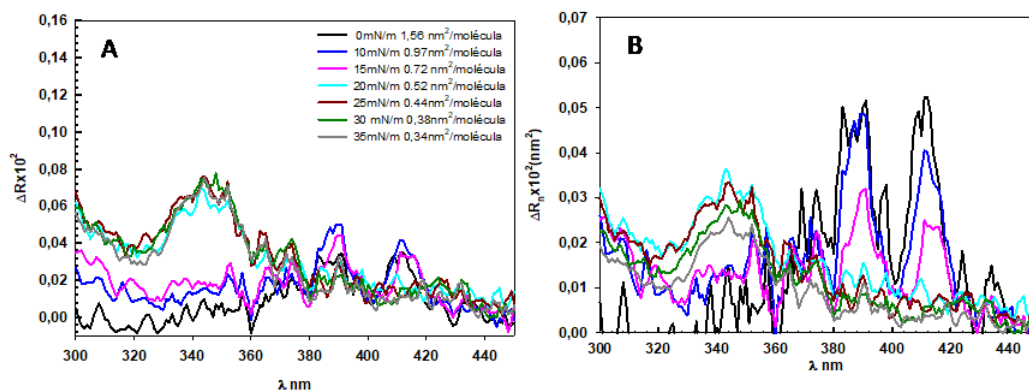 A
0mN/m 1,56 nm²/molécula
10mN/m 0.97nm²/molécula
15mN/m 0.72 nm²/molécula
20mN/m 0.52 nm²/molécula
25mN/m 0.44nm²/molécula
30 mN/m 0,38nm²/molécula
35mN/m 0,34nm²/molécula
ΔRx10²
0,16
0,14
0,12
0,10
0,08
0,06
0,04
0,02
0,00
300 320 340 360 380 400 420 440
λ nm
B
ΔRₙx10²(nm²)
0,07
0,06
0,05
0,04
0,03
0,02
0,01
0,00
300 320 340 360 380 400 420 440
λ nm